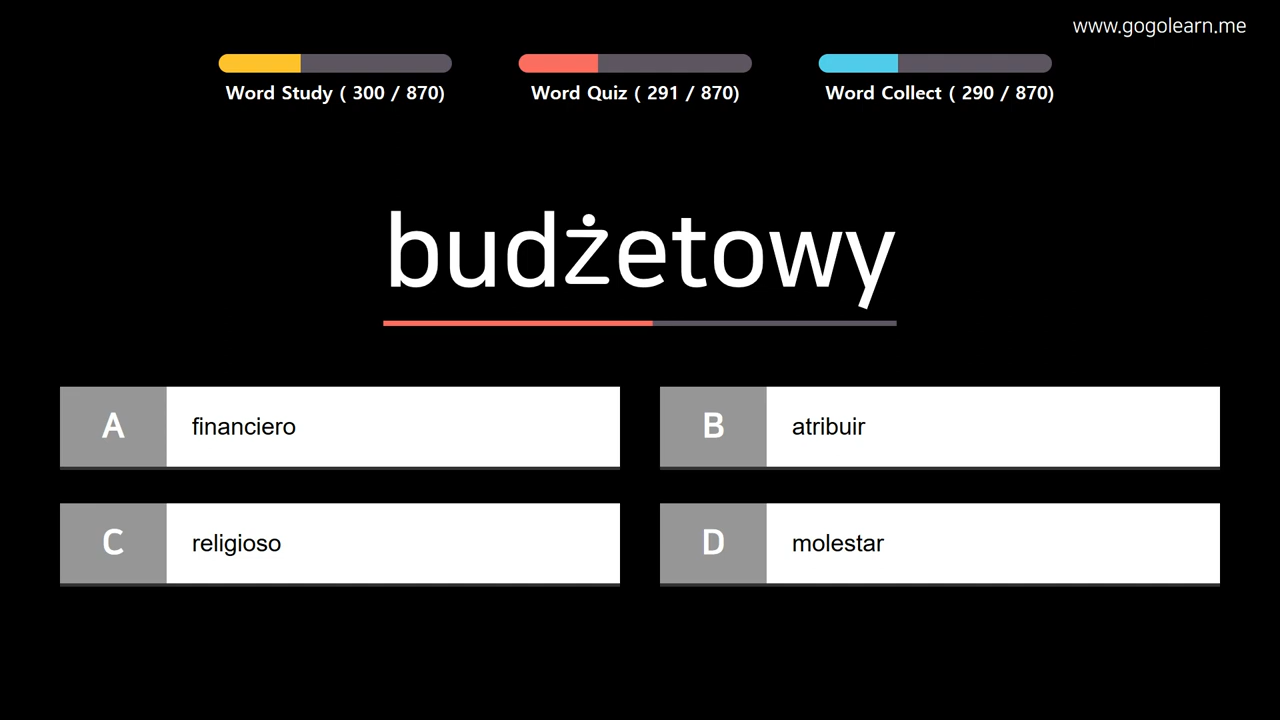 www.gogolearn.me
Word Study ( 300 / 870)
Word Quiz ( 291 / 870)
Word Collect ( 290 / 870)
budżetowy
A financiero
B atribuir
C religioso
D molestar